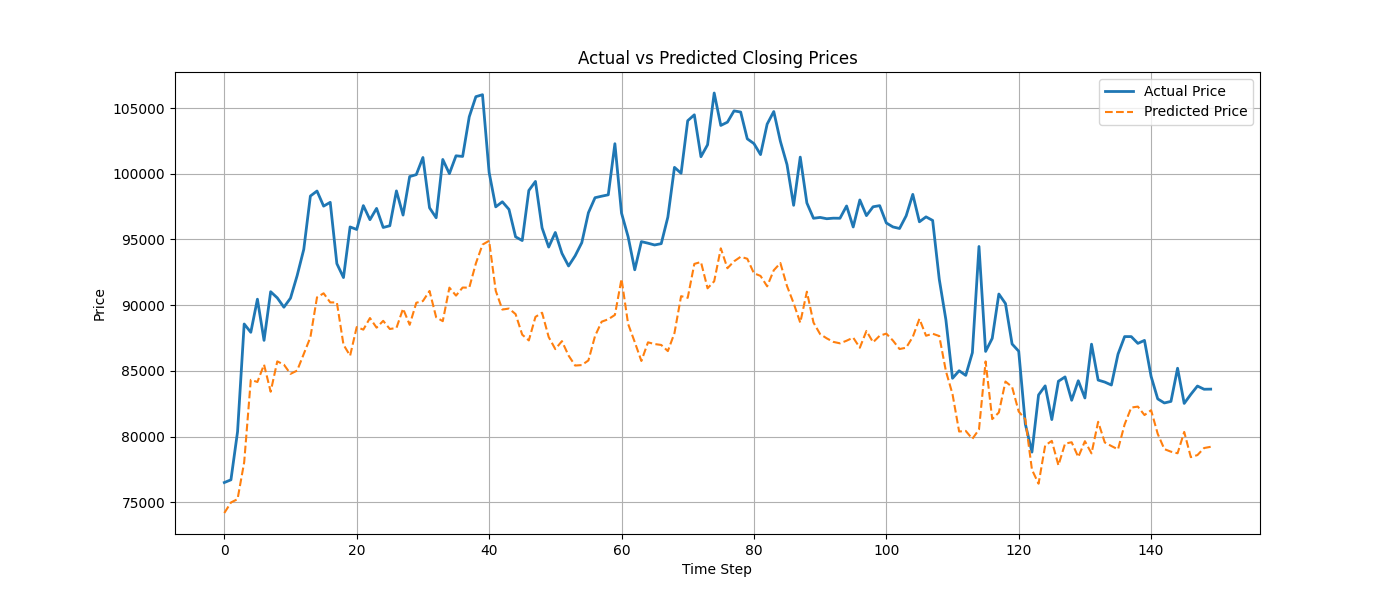 Actual vs Predicted Closing Prices
Actual Price
Predicted Price
105000
100000
95000
90000
85000
80000
75000
Price
0 20 40 60 80 100 120 140
Time Step